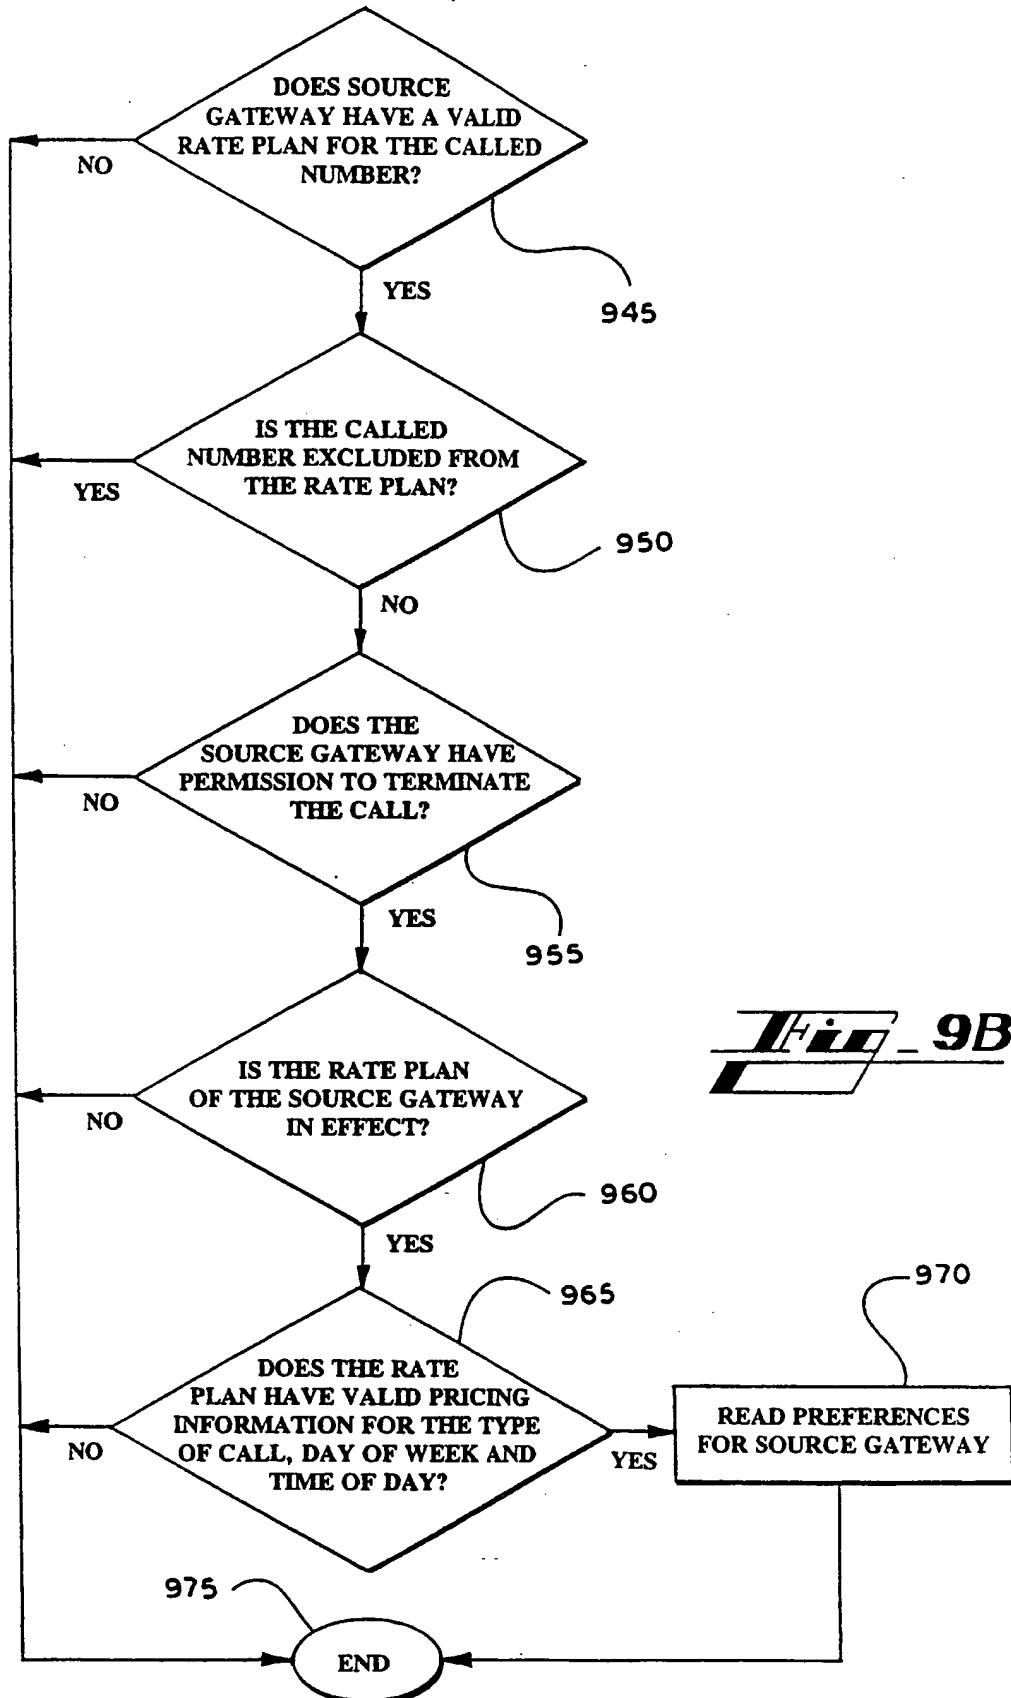 DOES SOURCE
GATEWAY HAVE A VALID
RATE PLAN FOR THE CALLED
NUMBER?
NO
YES
945
IS THE CALLED
NUMBER EXCLUDED FROM
THE RATE PLAN?
YES
950
NO
DOES THE
SOURCE GATEWAY HAVE
PERMISSION TO TERMINATE
THE CALL?
NO
YES
955
Fig_9B
IS THE RATE PLAN
OF THE SOURCE GATEWAY
IN EFFECT?
NO
960
YES
965
970
DOES THE RATE
PLAN HAVE VALID PRICING
INFORMATION FOR THE TYPE
OF CALL, DAY OF WEEK AND
TIME OF DAY?
NO
YES
READ PREFERENCES
FOR SOURCE GATEWAY
975
END